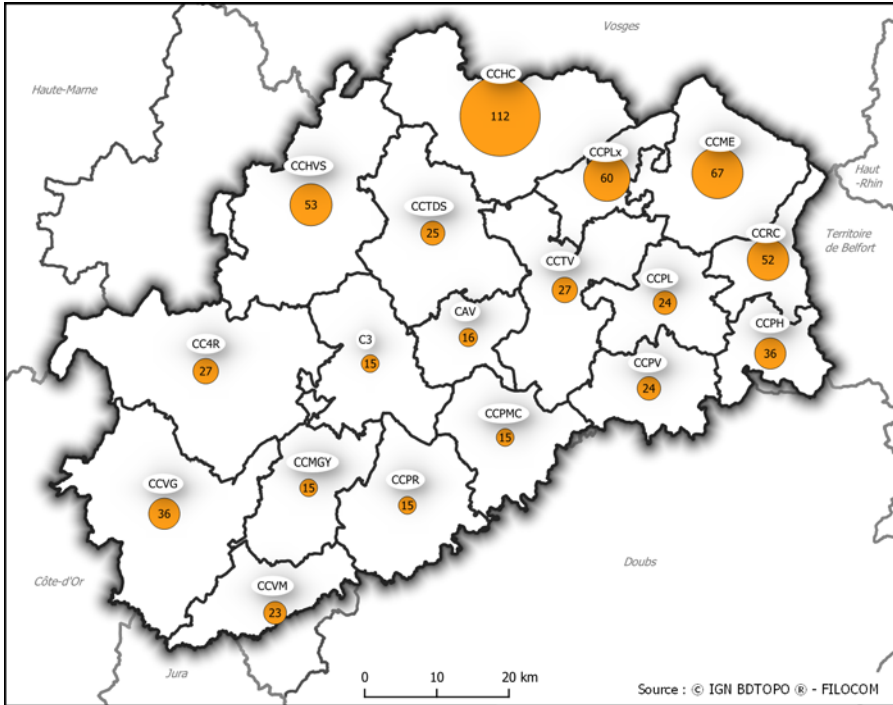 Vosges
Haute-Marne
CCHC
112
CCPLx
60
CCME
67
Haut
-Rhin
CCHVS
53
CCTDS
25
CCRC
52
Territoire
de Belfort
CCTV
27
CCPL
24
CAV
16
C3
15
CCPH
36
CC4R
27
CCPV
24
CCPMC
15
CCMGY
15
CCPR
15
CCVG
36
CCVM
23
Côte-d'Or
Doubs
Jura
0 10 20 km
Source : © IGN BDTOPO ® - FILOCOM